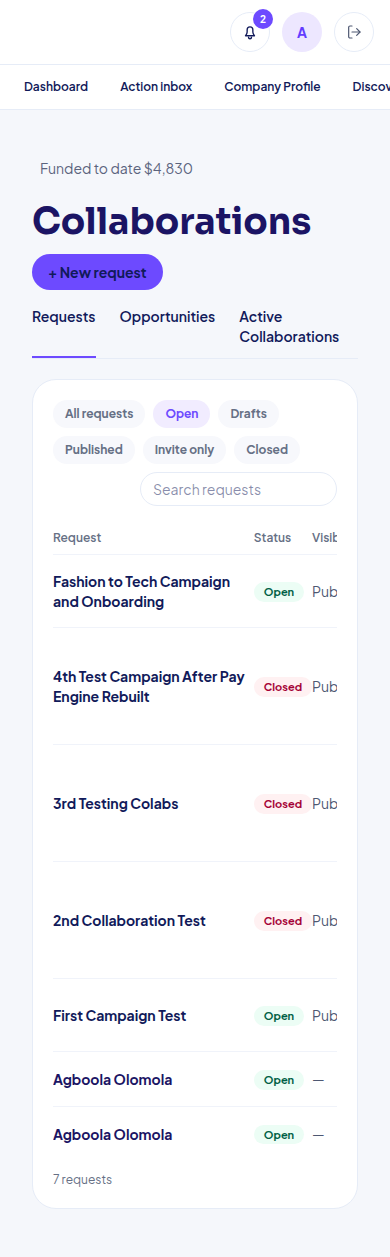 2
A
Dashboard Action Inbox Company Profile Discov
Funded to date $4,830
Collaborations
+ New request
Requests Opportunities Active
Collaborations
All requests Open Drafts
Published Invite only Closed
Search requests
Request Status Visib
Fashion to Tech Campaign
and Onboarding
Open Pub
4th Test Campaign After Pay
Engine Rebuilt
Closed Pub
3rd Testing Colabs Closed Pub
2nd Collaboration Test Closed Pub
First Campaign Test Open Pub
Agboola Olomola Open —
Agboola Olomola Open —
7 requests